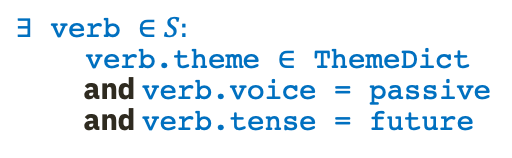 ∃ verb ∈ S:
verb.theme ∈ ThemeDict
and verb.voice = passive
and verb.tense = future